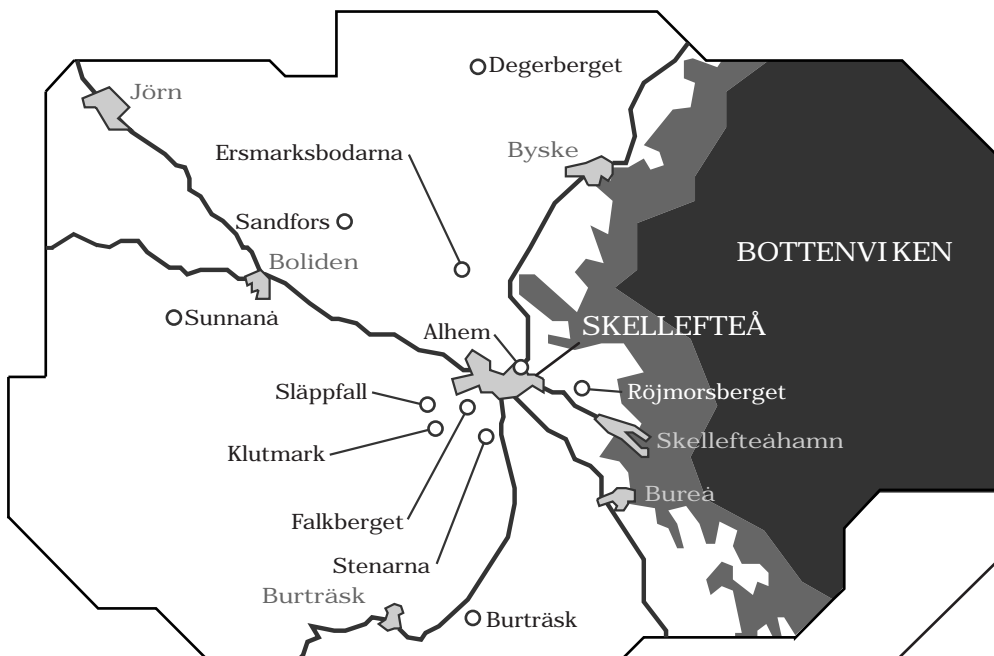 Degerberget
Jörn
Ersmarksbodarna
Byske
Sandfors
Boliden
BOTTENVIKEN
Sunnanå
Alhem
SKELLEFTEÅ
Släppfall
Röjmorsberget
Klutmark
Skellefteåhamn
Bureå
Falkberget
Stenarna
Burträsk
Burträsk